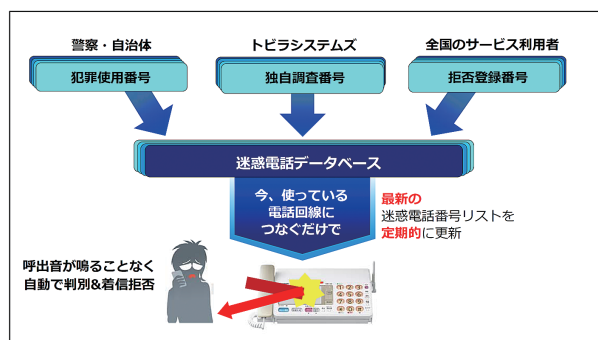 警察・自治体
犯罪使用番号
トビラシステムズ
独自調査番号
全国のサービス利用者
拒否登録番号
迷惑電話データベース
今、使っている
電話回線に
つなぐだけで
最新の
迷惑電話番号リストを
定期的に更新
呼出音が鳴ることなく
自動で判別&着信拒否